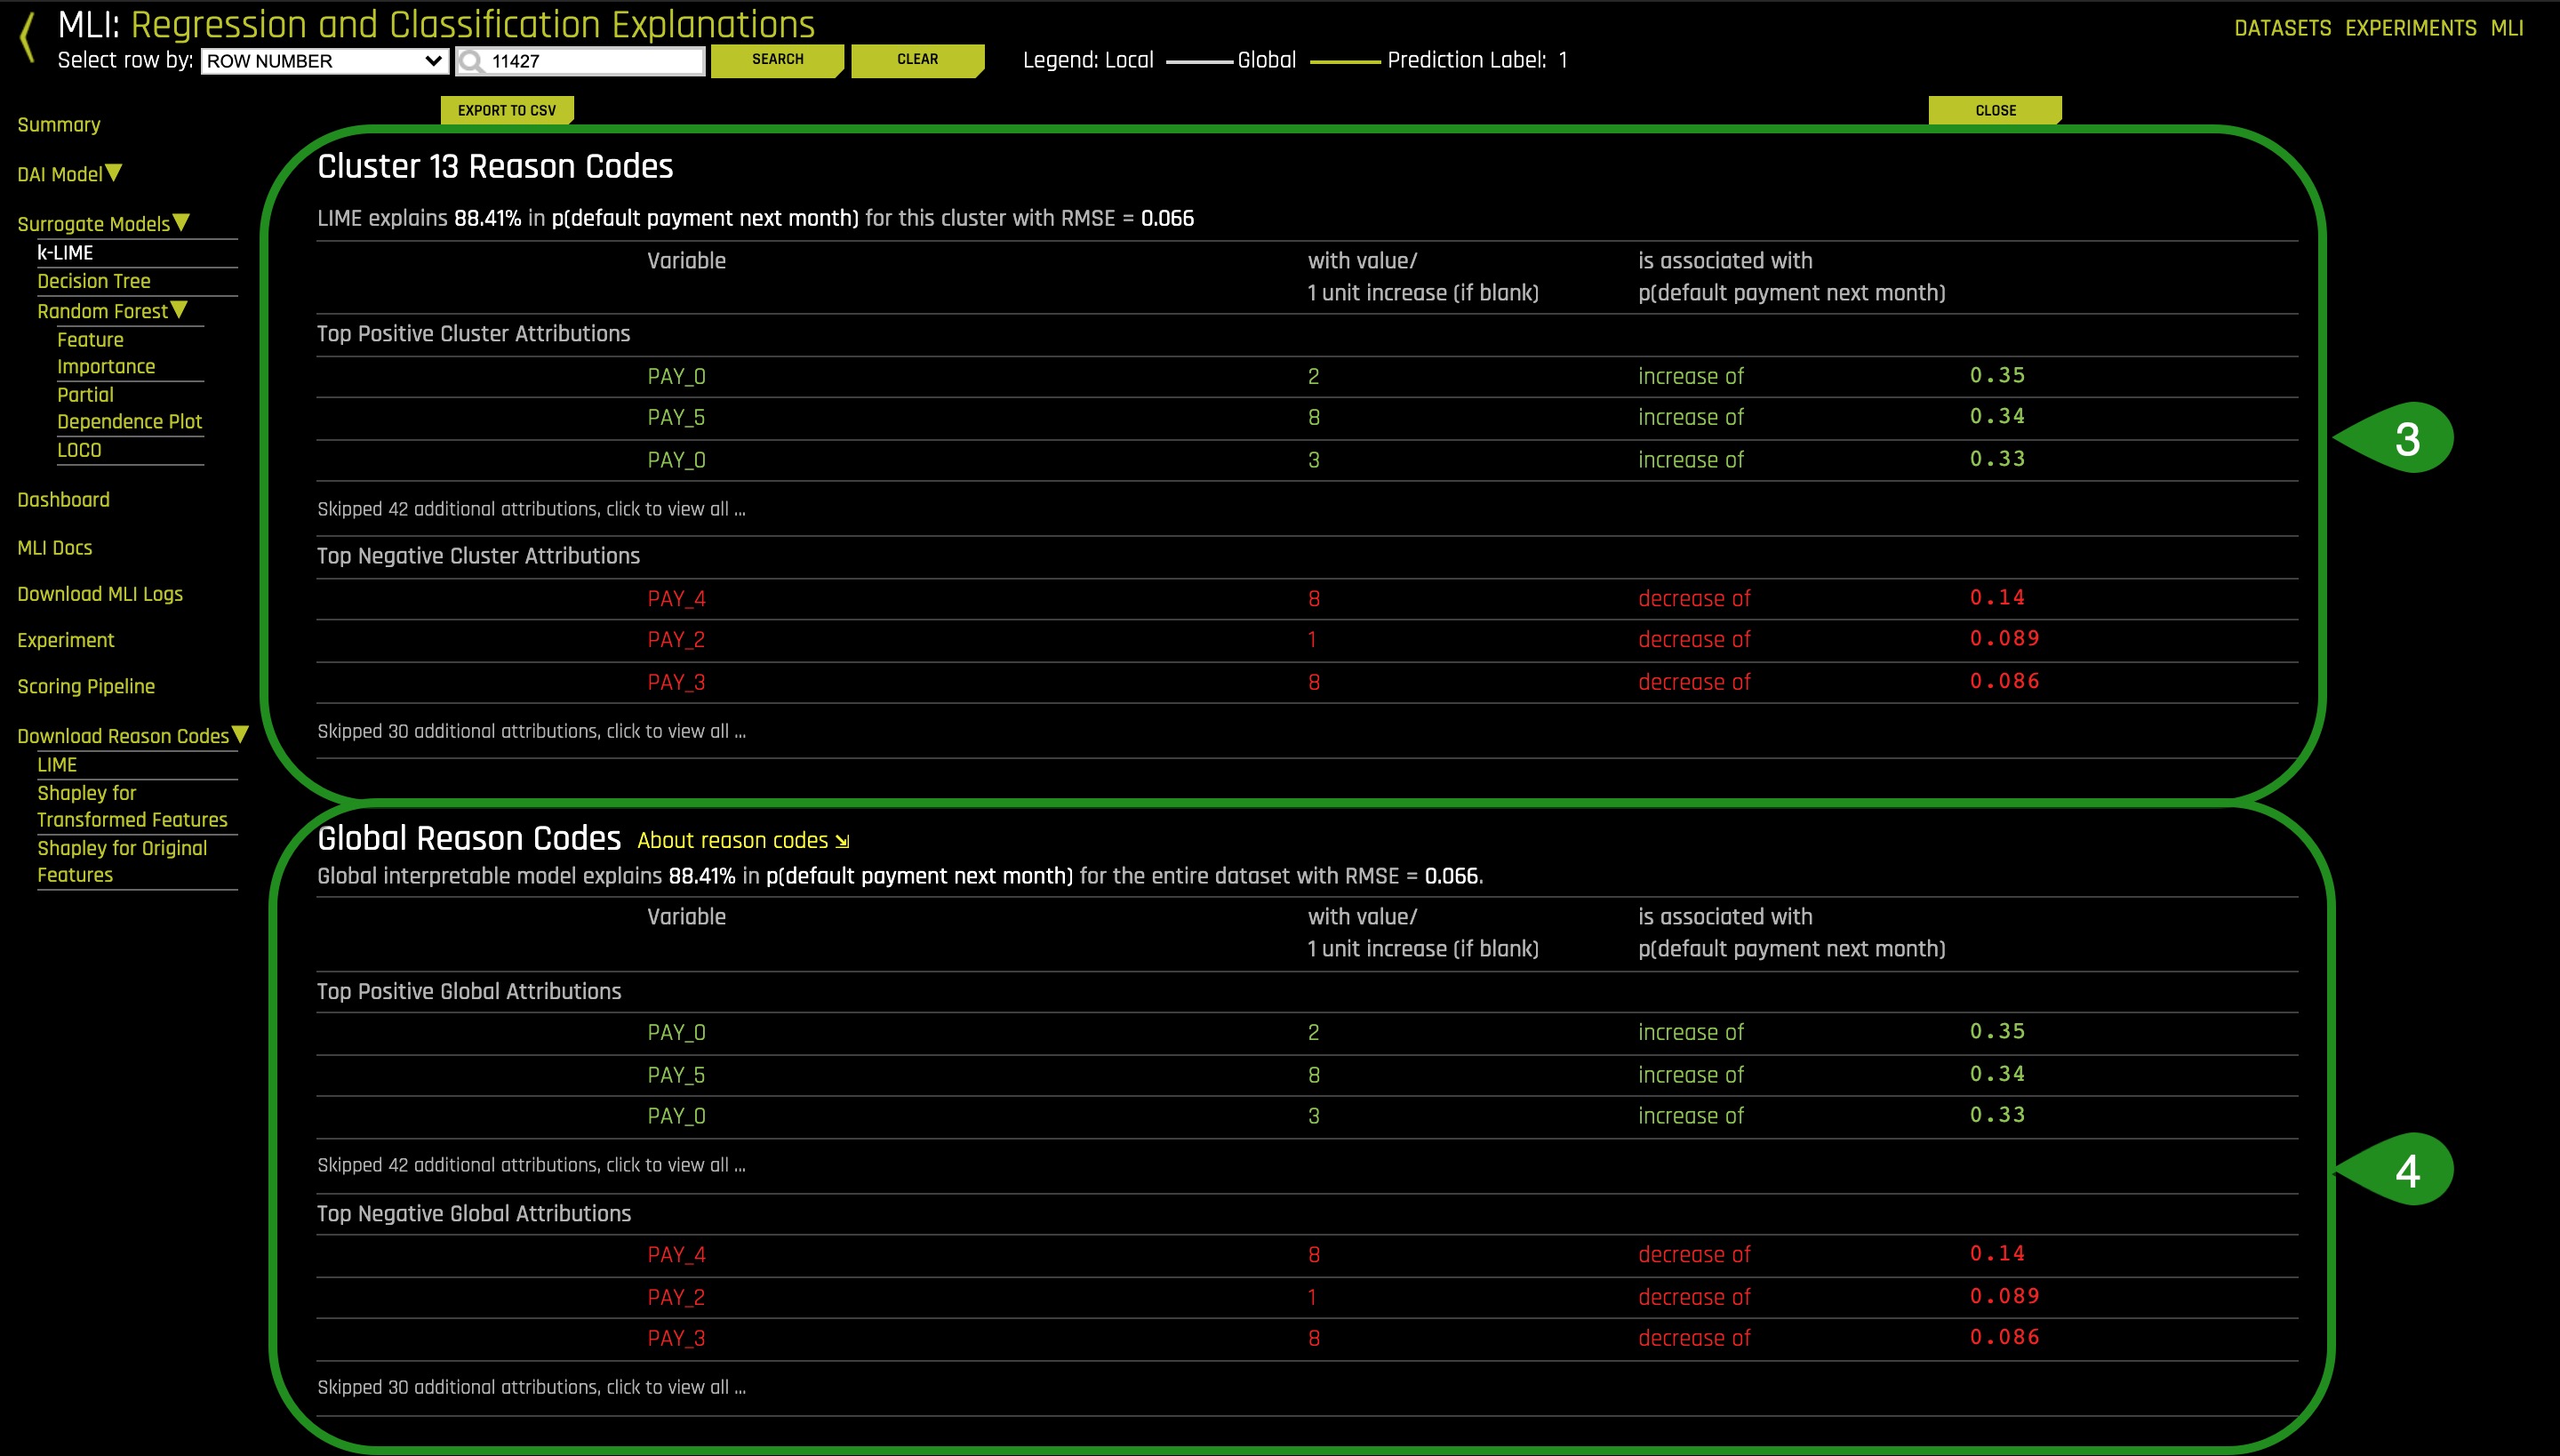 MLI: Regression and Classification Explanations
DATASETS EXPERIMENTS MLI
Select row by: ROW NUMBER 11427 SEARCH CLEAR Legend: Local Global Prediction Label: 1
EXPORT TO CSV CLOSE
Summary
DAI Model
Surrogate Models
k-LIME
Decision Tree
Random Forest
Feature
Importance
Partial
Dependence Plot
LOCO
Dashboard
MLI Docs
Download MLI Logs
Experiment
Scoring Pipeline
Download Reason Codes
LIME
Shapley for
Transformed Features
Shapley for Original
Features
Cluster 13 Reason Codes
LIME explains 88.41% in p(default payment next month) for this cluster with RMSE = 0.066
Variable with value/ is associated with
1 unit increase (if blank) p(default payment next month)
Top Positive Cluster Attributions
PAY_0 2 increase of 0.35
PAY_5 8 increase of 0.34
PAY_0 3 increase of 0.33
Skipped 42 additional attributions, click to view all ...
Top Negative Cluster Attributions
PAY_4 8 decrease of 0.14
PAY_2 1 decrease of 0.089
PAY_3 8 decrease of 0.086
Skipped 30 additional attributions, click to view all ...
3
Global Reason Codes About reason codes ⇲
Global interpretable model explains 88.41% in p(default payment next month) for the entire dataset with RMSE = 0.066.
Variable with value/ is associated with
1 unit increase (if blank) p(default payment next month)
Top Positive Global Attributions
PAY_0 2 increase of 0.35
PAY_5 8 increase of 0.34
PAY_0 3 increase of 0.33
Skipped 42 additional attributions, click to view all ...
Top Negative Global Attributions
PAY_4 8 decrease of 0.14
PAY_2 1 decrease of 0.089
PAY_3 8 decrease of 0.086
Skipped 30 additional attributions, click to view all ...
4